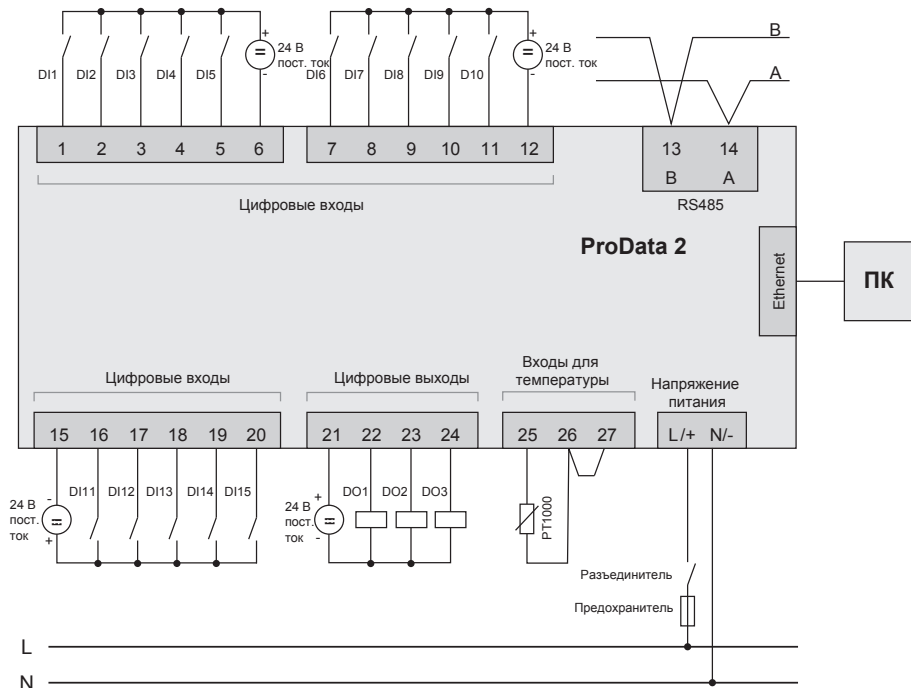 B
A
DI1
DI2
DI3
DI4
DI5
+
24 В
пост. ток
-
DI6
DI7
DI8
DI9
D10
+
24 В
пост. ток
-
1 2 3 4 5 6
7 8 9 10 11 12
13 14
B A
Цифровые входы
RS485
ProData 2
Ethernet
ПК
Цифровые входы
Цифровые выходы
Входы для
температуры
Напряжение
питания
15 16 17 18 19 20
21 22 23 24
25 26 27
L/+ N/-
-
24 В
пост.
ток
+
DI11
DI12
DI13
DI14
DI15
+
24 В
пост.
ток
-
DO1
DO2
DO3
PT1000
Разъединитель
Предохранитель
L
N